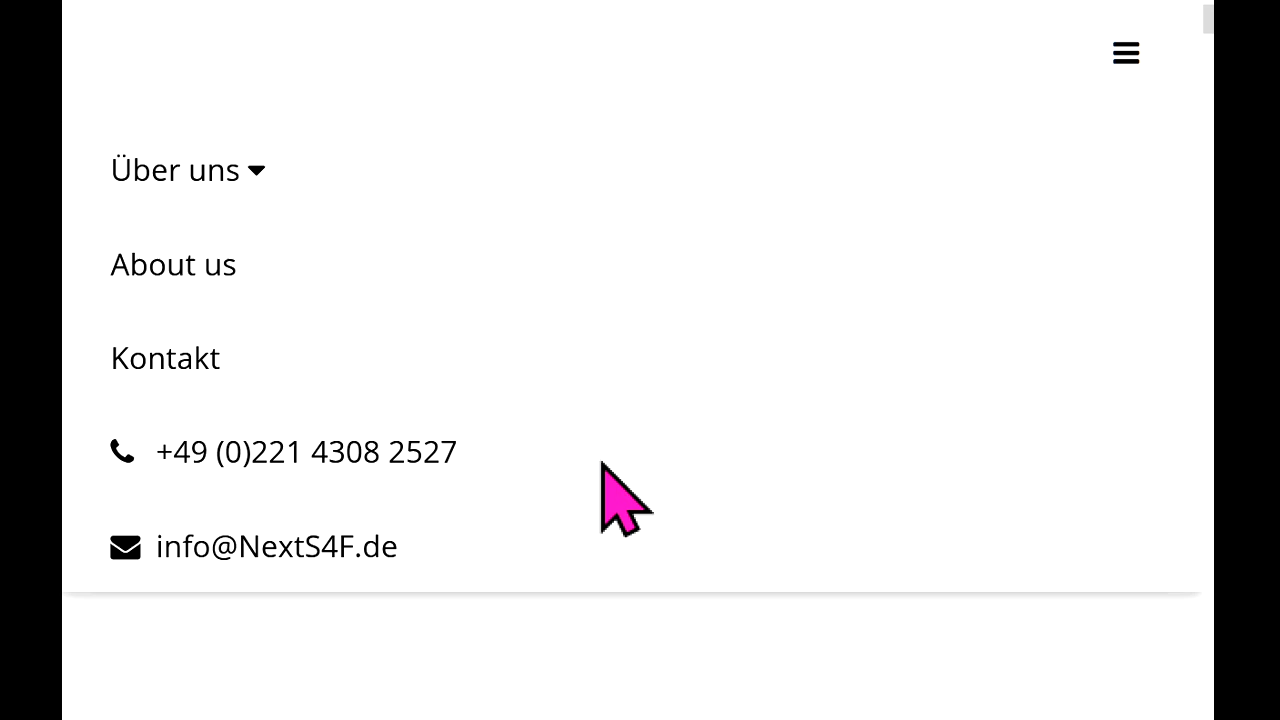 Über uns
About us
Kontakt
+49 (0)221 4308 2527
info@NextS4F.de